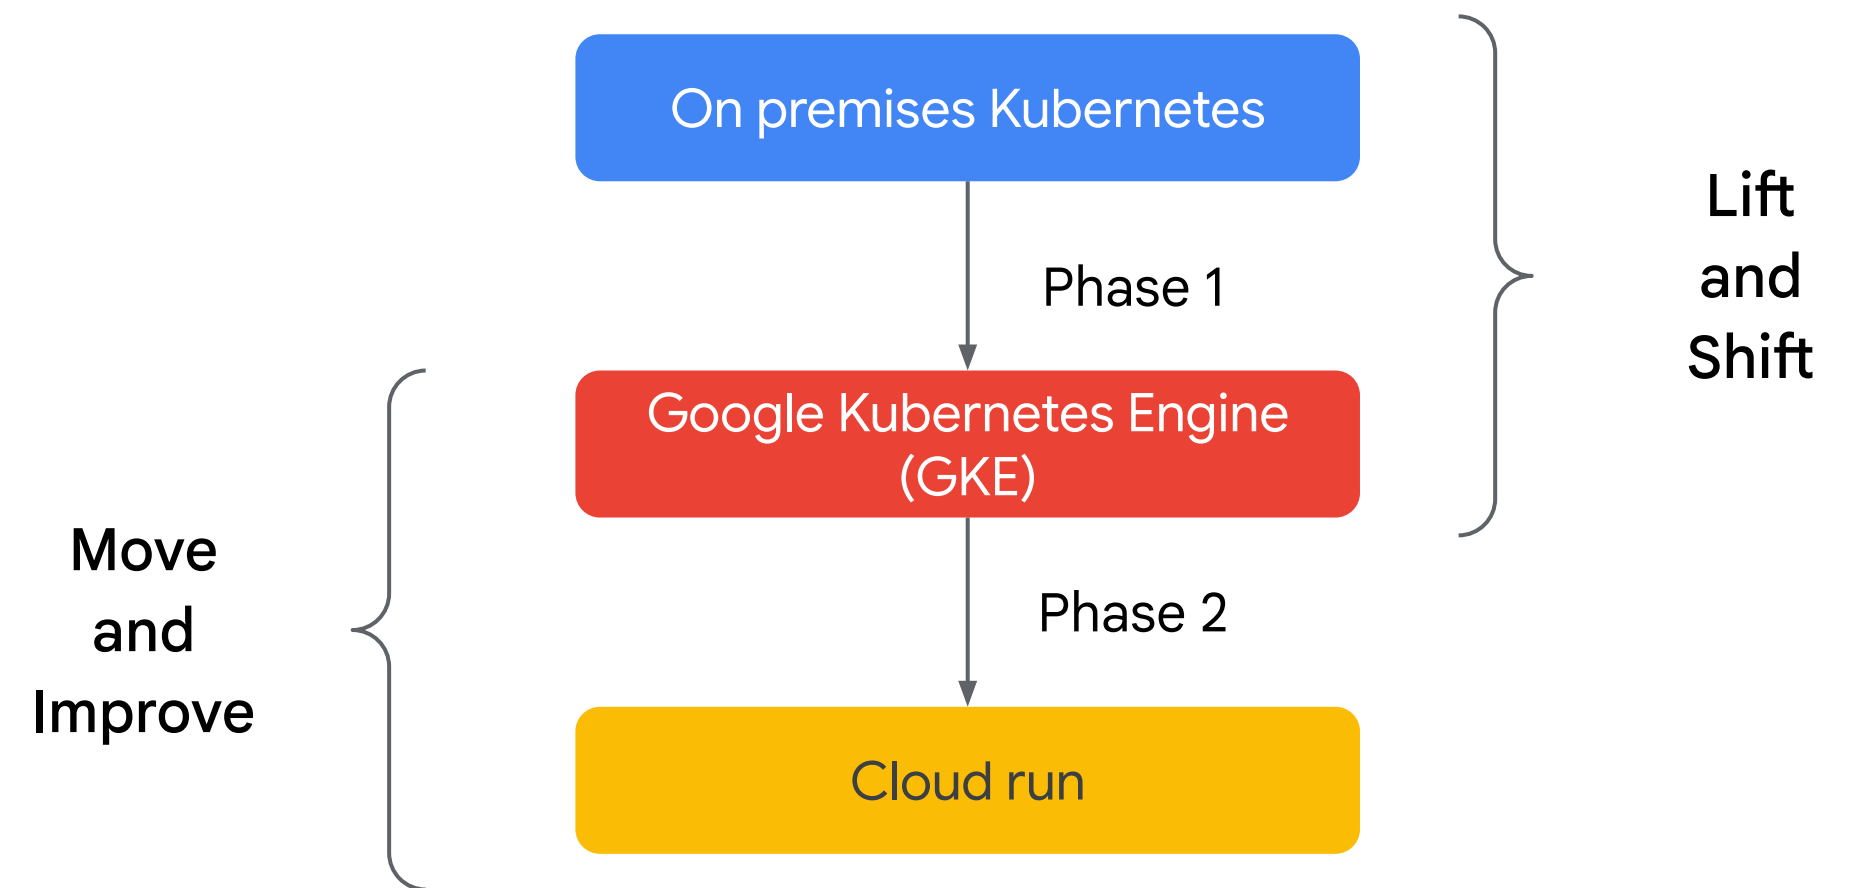 On premises Kubernetes
Phase 1
Lift
and
Shift
Google Kubernetes Engine
(GKE)
Move
and
Improve
Phase 2
Cloud run